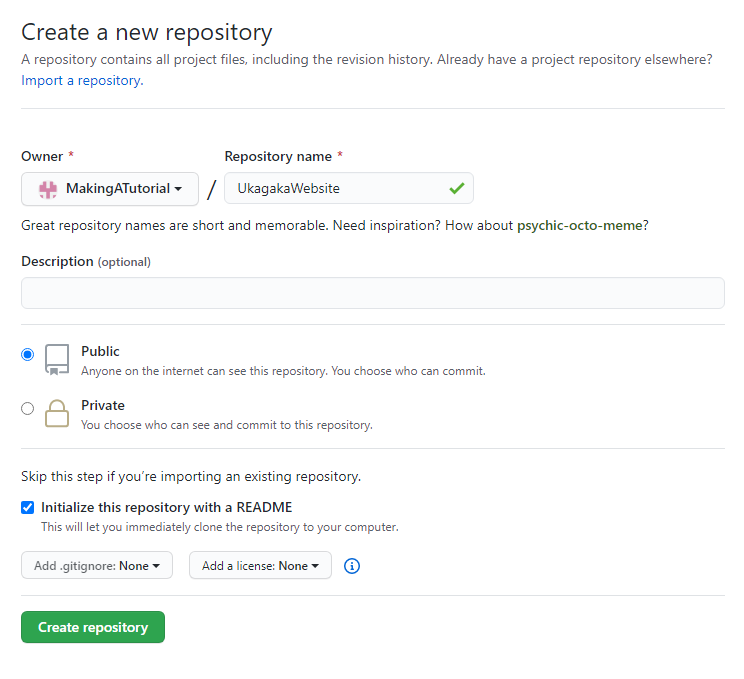 Create a new repository
A repository contains all project files, including the revision history. Already have a project repository elsewhere?
Import a repository.
Owner * Repository name *
MakingATutorial / UkagakaWebsite
Great repository names are short and memorable. Need inspiration? How about psychic-octo-meme?
Description (optional)
Public
Anyone on the internet can see this repository. You choose who can commit.
Private
You choose who can see and commit to this repository.
Skip this step if you’re importing an existing repository.
Initialize this repository with a README
This will let you immediately clone the repository to your computer.
Add .gitignore: None Add a license: None
Create repository